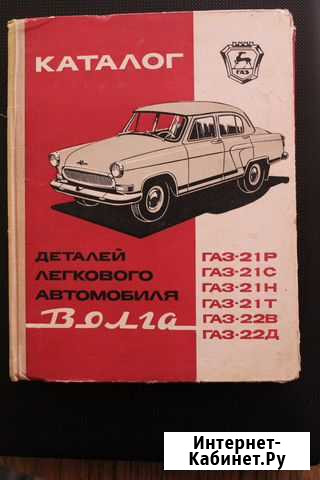 КАТАЛОГ
ГАЗ
ДЕТАЛЕЙ
ЛЕГКОВОГО
АВТОМОБИЛЯ
Волга
ГАЗ-21Р
ГАЗ-21С
ГАЗ-21Н
ГАЗ-21Т
ГАЗ-22В
ГАЗ-22Д
Интернет-
Кабинет.Ру